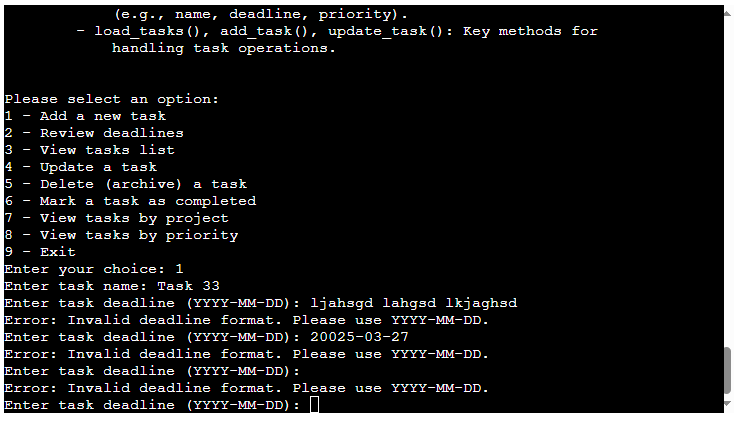 (e.g., name, deadline, priority).
- load_tasks(), add_task(), update_task(): Key methods for
handling task operations.
Please select an option:
1 - Add a new task
2 - Review deadlines
3 - View tasks list
4 - Update a task
5 - Delete (archive) a task
6 - Mark a task as completed
7 - View tasks by project
8 - View tasks by priority
9 - Exit
Enter your choice: 1
Enter task name: Task 33
Enter task deadline (YYYY-MM-DD): ljahsgd lahgsd lkjaghsd
Error: Invalid deadline format. Please use YYYY-MM-DD.
Enter task deadline (YYYY-MM-DD): 20025-03-27
Error: Invalid deadline format. Please use YYYY-MM-DD.
Enter task deadline (YYYY-MM-DD):
Error: Invalid deadline format. Please use YYYY-MM-DD.
Enter task deadline (YYYY-MM-DD):